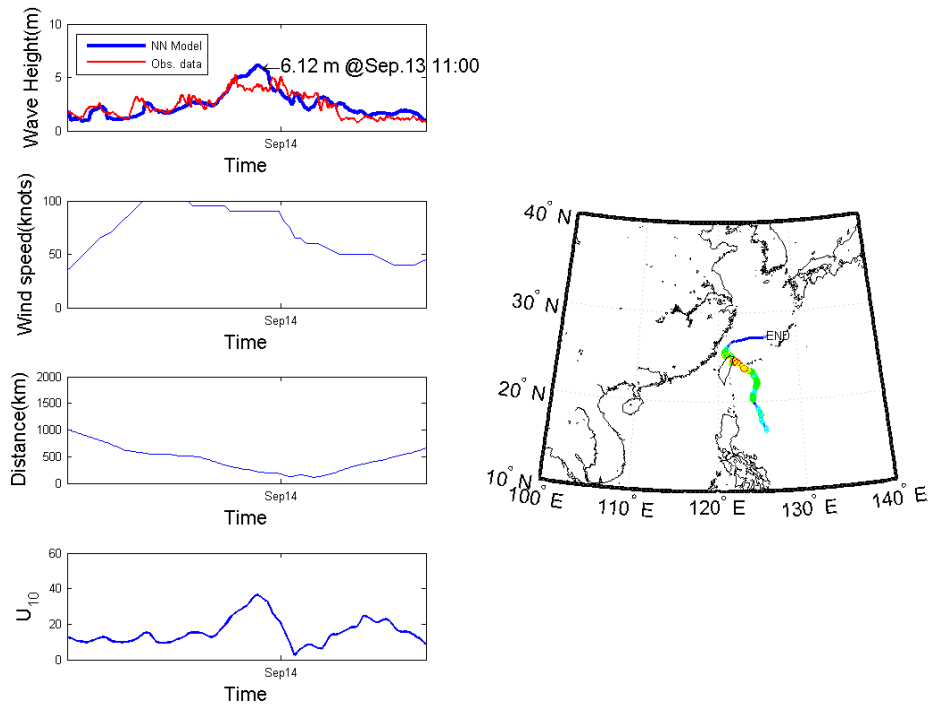 10
5
0
Wave Height(m)
NN Model
Obs. data
←6.12 m @Sep.13 11:00
Sep14
Time
100
50
0
Wind speed(knots)
Sep14
Time
2000
1500
1000
500
0
Distance(km)
Sep14
Time
60
40
20
0
U10
Sep14
Time
40° N
30° N
20° N
10° N
100° E
110° E
120° E
130° E
140° E
END